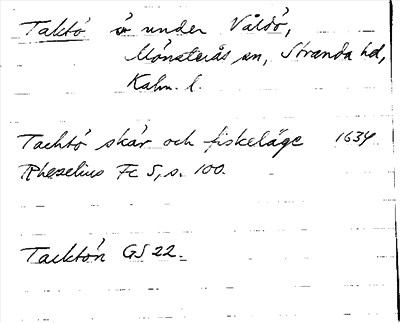 Taktö ö under Vållö,
Mönsterås sn, Stranda hd,
Kalm. l.
Tachtö skär och fiskeläge 1634
Rhezelius Fc 5, s. 100.
Tacktön GS 22.